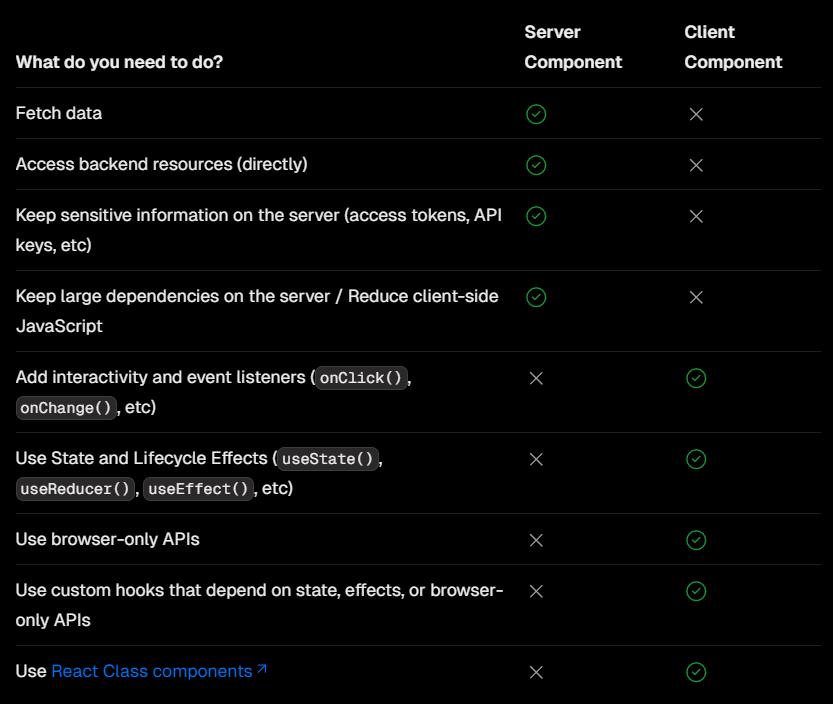 Server Client
What do you need to do? Component Component
Fetch data
Access backend resources (directly)
Keep sensitive information on the server (access tokens, API
keys, etc)
Keep large dependencies on the server / Reduce client-side
JavaScript
Add interactivity and event listeners (onClick(),
onChange(), etc)
Use State and Lifecycle Effects (useState(),
useReducer(), useEffect(), etc)
Use browser-only APIs
Use custom hooks that depend on state, effects, or browser-
only APIs
Use React Class components